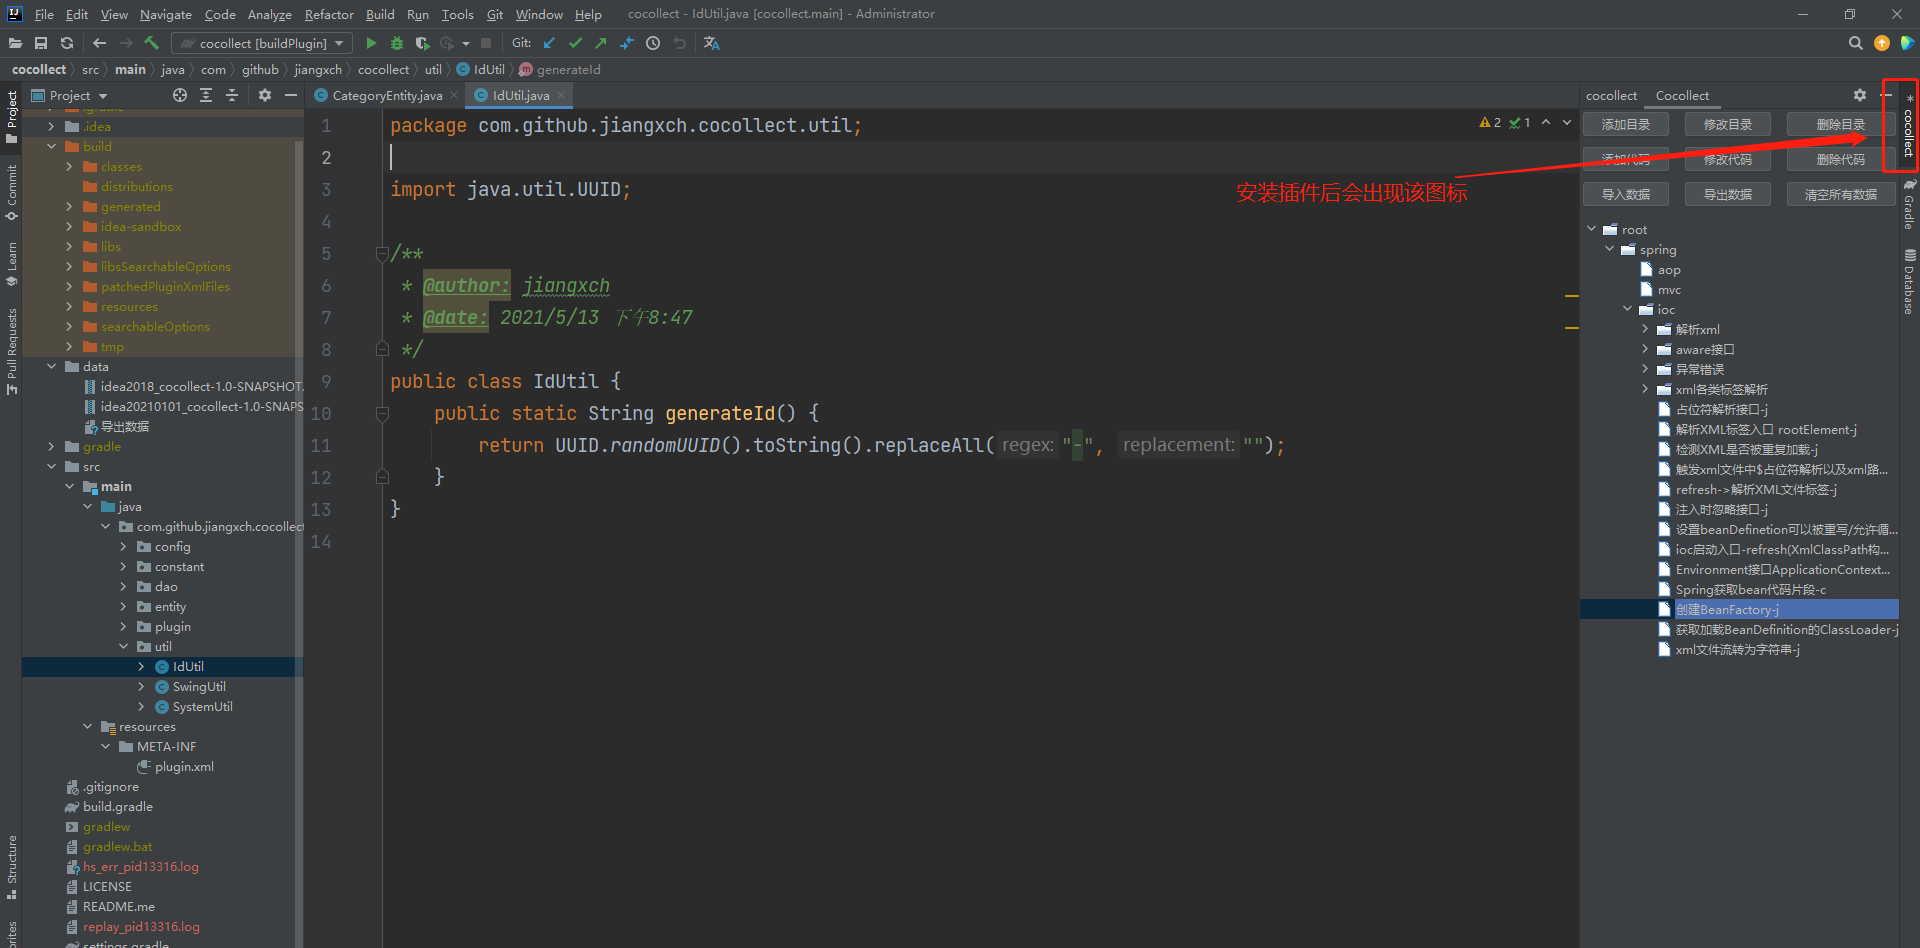 File Edit View Navigate Code Analyze Refactor Build Run Tools Git Window Help cocollect - IdUtil.java [cocollect.main] - Administrator
cocollect [buildPlugin] Git:
cocollect src main java com github jiangxch cocollect util IdUtil generateId
Project
Commit
Learn
Pull Requests
Structure
Project
.idea
build
classes
distributions
generated
idea-sandbox
libs
libsSearchableOptions
patchedPluginXmlFiles
resources
searchableOptions
tmp
data
idea2018_cocollect-1.0-SNAPSHOT.
idea20210101_cocollect-1.0-SNAPS
导出数据
gradle
src
main
java
com.github.jiangxch.cocollect
config
constant
dao
entity
plugin
util
IdUtil
SwingUtil
SystemUtil
resources
META-INF
plugin.xml
.gitignore
build.gradle
gradlew
gradlew.bat
hs_err_pid13316.log
LICENSE
README.me
replay_pid13316.log
settings.gradle
CategoryEntity.java IdUtil.java
2 1
1 package com.github.jiangxch.cocollect.util;
2
3 import java.util.UUID;
4
5 /**
6 * @author: jiangxch
7 * @date: 2021/5/13 下午8:47
8 */
9 public class IdUtil {
10 public static String generateId() {
11 return UUID.randomUUID().toString().replaceAll( regex: "-", replacement: "");
12 }
13 }
14
安装插件后会出现该图标
cocollect Cocollect
添加目录 修改目录 删除目录
添加代码 修改代码 删除代码
导入数据 导出数据 清空所有数据
root
spring
aop
mvc
ioc
解析xml
aware接口
异常错误
xml各类标签解析
占位符解析接口-j
解析XML标签入口 rootElement-j
检测XML是否被重复加载-j
触发xml文件中$占位符解析以及xml路...
refresh->解析XML文件标签-j
注入时忽略接口-j
设置beanDefinetion可以被重写/允许循...
ioc启动入口-refresh(XmlClassPath构...
Environment接口ApplicationContext...
Spring获取bean代码片段-c
创建BeanFactory-j
获取加载BeanDefinition的ClassLoader-j
xml文件流转为字符串-j
* cocollect
Gradle
Database